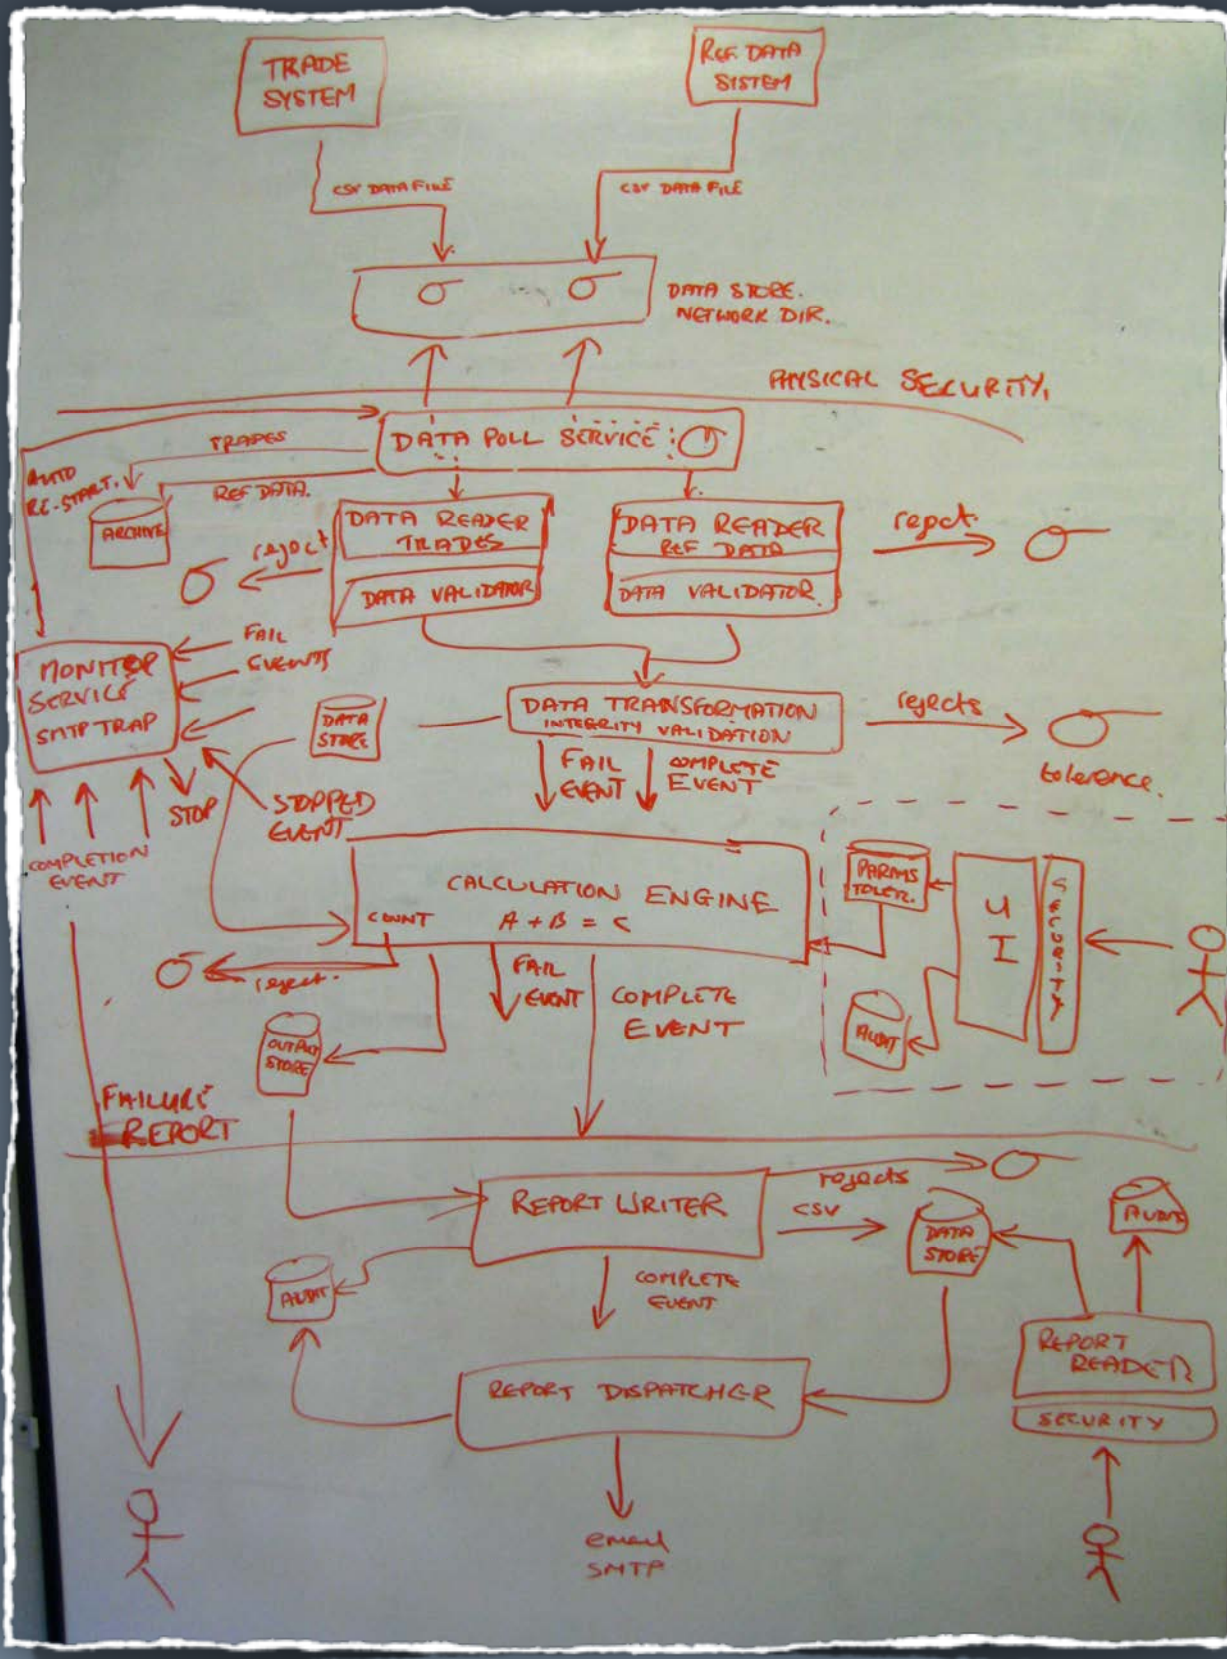 TRADE
SYSTEM
REF DATA
SYSTEM
CSV DATA FILE
CSV DATA FILE
DATA STORE.
NETWORK DIR.
PHYSICAL SECURITY.
DATA POLL SERVICE
TRADES
AUTO
RE-START.
REF DATA.
ARCHIVE
DATA READER
TRADES
DATA VALIDATOR
reject
DATA READER
REF DATA
DATA VALIDATOR.
reject.
FAIL
EVENTS
MONITOR
SERVICE
SMTP TRAP
DATA
STORE
DATA TRANSFORMATION
INTEGRITY VALIDATION
rejects
tolerence.
FAIL
EVENT
COMPLETE
EVENT
STOP
STOPPED
EVENT
COMPLETION
EVENT
CALCULATION ENGINE
COUNT
A + B = C
PARAMS
TOLER.
UI
SECURITY
AUDIT
reject.
FAIL
EVENT
COMPLETE
EVENT
OUTPUT
STORE
FAILURE
REPORT
REPORT WRITER
rejects
CSV
DATA
STORE
AUDIT
AUDIT
COMPLETE
EVENT
REPORT DISPATCHER
REPORT
READER
SECURITY
email
SMTP